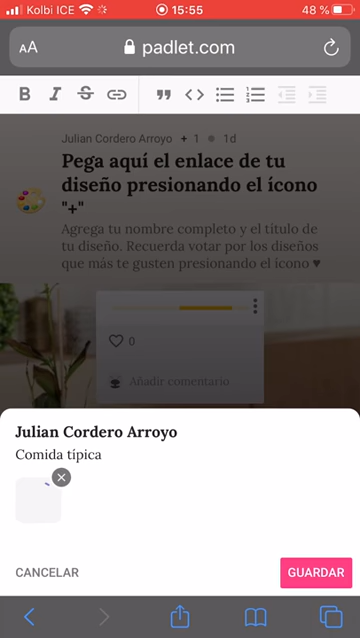 Kolbi ICE
15:55
48 %
AA
padlet.com
B I S
Julian Cordero Arroyo + 1 1d
Pega aquí el enlace de tu
diseño presionando el ícono
"+"
Agrega tu nombre completo y el título de
tu diseño. Recuerda votar por los diseños
que más te gusten presionando el ícono ♥
0
Añadir comentario
Julian Cordero Arroyo
Comida típica
CANCELAR
GUARDAR